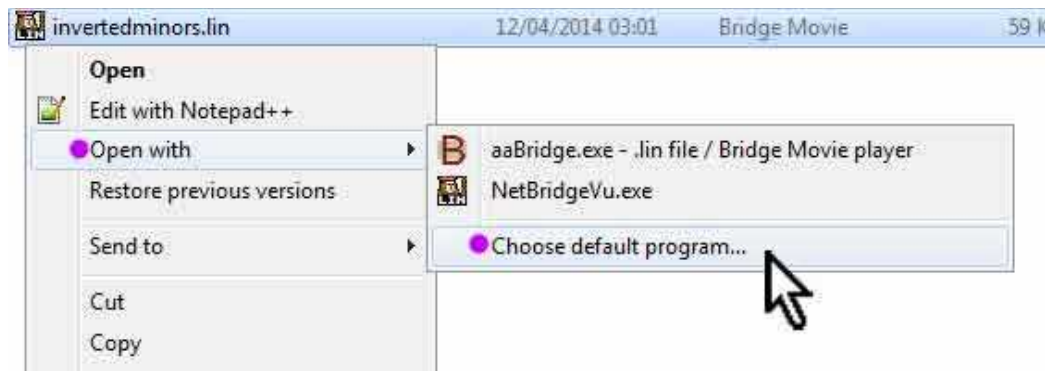 invertedminors.lin 12/04/2014 03:01 Bridge Movie 59 K
Open
Edit with Notepad++
Open with
aaBridge.exe - .lin file / Bridge Movie player
Restore previous versions
NetBridgeVu.exe
Send to
Choose default program...
Cut
Copy